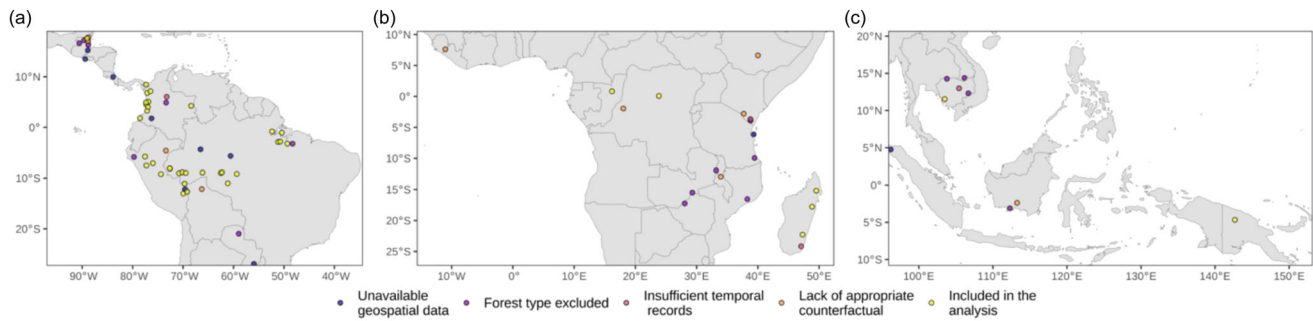 (a)
(b)
(c)
10°N
0°
10°S
20°S
90°W
80°W
70°W
60°W
50°W
40°W
10°N
5°N
0°
5°S
10°S
15°S
20°S
25°S
10°W
0°
10°E
20°E
30°E
40°E
50°E
20°N
15°N
10°N
5°N
0°
5°S
10°S
100°E
110°E
120°E
130°E
140°E
150°E
Unavailable
geospatial data
Forest type excluded
Insufficient temporal
records
Lack of appropriate
counterfactual
Included in the
analysis